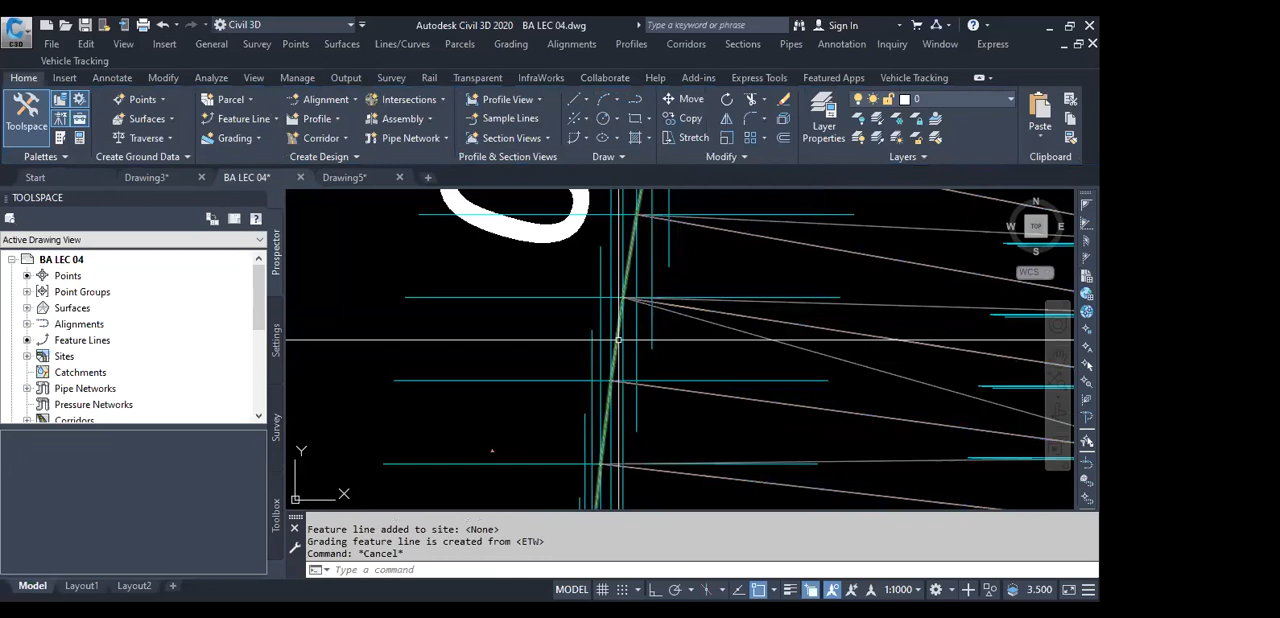 Civil 3D
Autodesk Civil 3D 2020 BA LEC 04.dwg
Type a keyword or phrase
Sign In
C3D
File Edit View Insert General Survey Points Surfaces Lines/Curves Parcels Grading Alignments Profiles Corridors Sections Pipes Annotation Inquiry Window Express
Vehicle Tracking
Home Insert Annotate Modify Analyze View Manage Output Survey Rail Transparent InfraWorks Collaborate Help Add-ins Express Tools Featured Apps Vehicle Tracking
Points Parcel Alignment Intersections Profile View Move 0
Toolspace Surfaces Feature Line Profile Assembly Sample Lines Copy Layer Properties Paste
Traverse Grading Corridor Pipe Network Section Views Stretch
Palettes Create Ground Data Create Design Profile & Section Views Draw Modify Layers Clipboard
Start Drawing3* BA LEC 04* Drawing5*
TOOLSPACE
Active Drawing View
BA LEC 04
Points
Point Groups
Surfaces
Alignments
Feature Lines
Sites
Catchments
Pipe Networks
Pressure Networks
Corridors
Prospector
Settings
Survey
Toolbox
N
W TOP E
S
WCS
Y
X
Feature line added to site: <None>
Grading feature line is created from <ETW>
Command: *Cancel*
Type a command
Model Layout1 Layout2
MODEL 1:1000 3.500